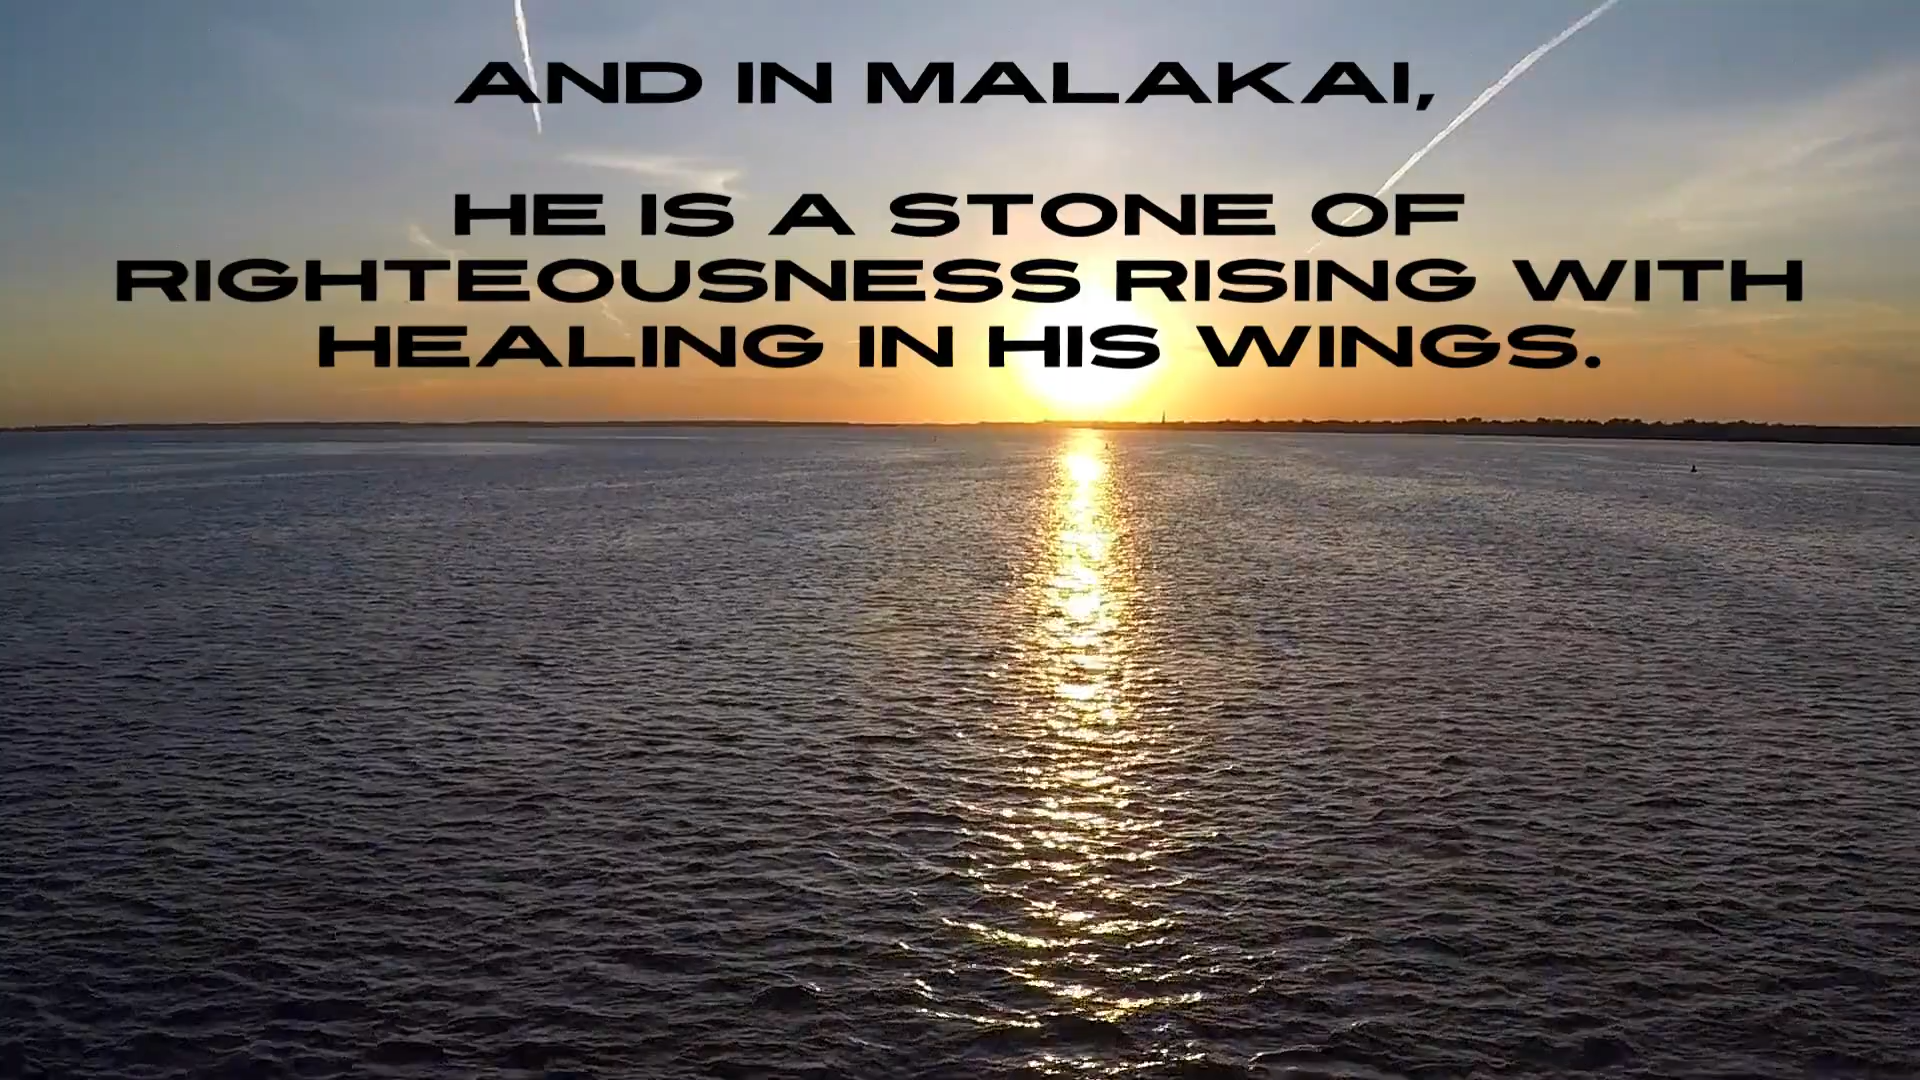 AND IN MALAKAI,
HE IS A STONE OF
RIGHTEOUSNESS RISING WITH
HEALING IN HIS WINGS.